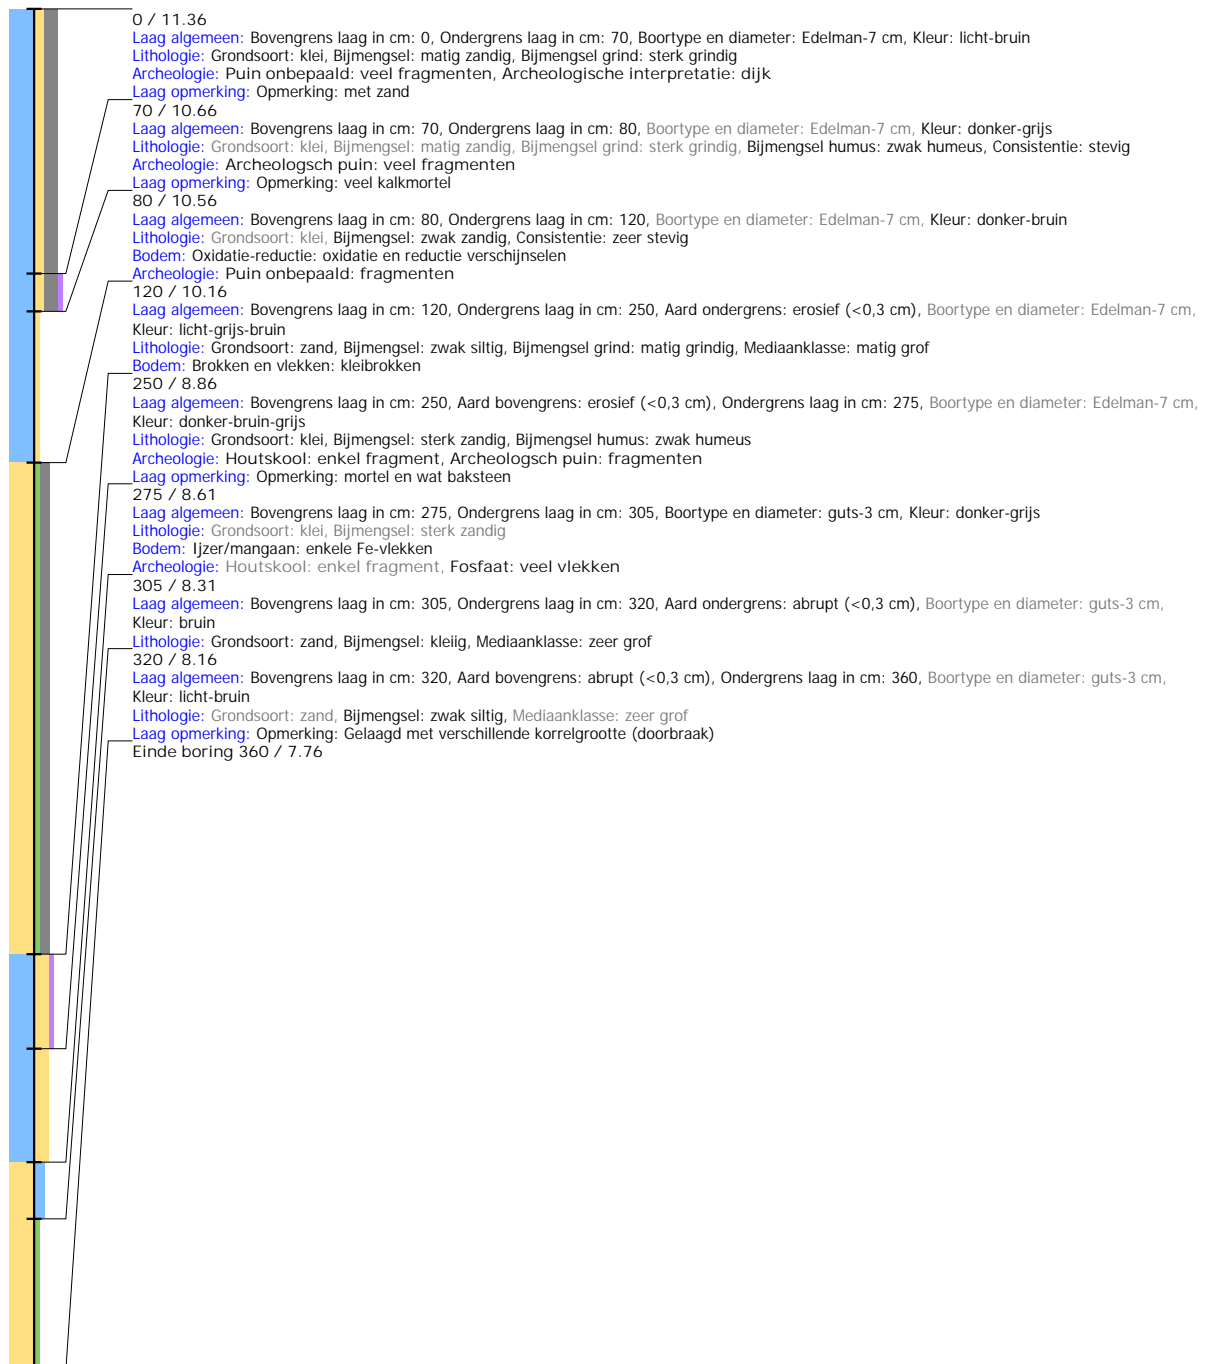 0 / 11.36
Laag algemeen: Bovengrens laag in cm: 0, Ondergrens laag in cm: 70, Boortype en diameter: Edelman-7 cm, Kleur: licht-bruin
Lithologie: Grondsoort: klei, Bijmengsel: matig zandig, Bijmengsel grind: sterk grindig
Archeologie: Puin onbepaald: veel fragmenten, Archeologische interpretatie: dijk
Laag opmerking: Opmerking: met zand
70 / 10.66
Laag algemeen: Bovengrens laag in cm: 70, Ondergrens laag in cm: 80, Boortype en diameter: Edelman-7 cm, Kleur: donker-grijs
Lithologie: Grondsoort: klei, Bijmengsel: matig zandig, Bijmengsel grind: sterk grindig, Bijmengsel humus: zwak humeus, Consistentie: stevig
Archeologie: Archeologsch puin: veel fragmenten
Laag opmerking: Opmerking: veel kalkmortel
80 / 10.56
Laag algemeen: Bovengrens laag in cm: 80, Ondergrens laag in cm: 120, Boortype en diameter: Edelman-7 cm, Kleur: donker-bruin
Lithologie: Grondsoort: klei, Bijmengsel: zwak zandig, Consistentie: zeer stevig
Bodem: Oxidatie-reductie: oxidatie en reductie verschijnselen
Archeologie: Puin onbepaald: fragmenten
120 / 10.16
Laag algemeen: Bovengrens laag in cm: 120, Ondergrens laag in cm: 250, Aard ondergrens: erosief (<0,3 cm), Boortype en diameter: Edelman-7 cm,
Kleur: licht-grijs-bruin
Lithologie: Grondsoort: zand, Bijmengsel: zwak siltig, Bijmengsel grind: matig grindig, Mediaanklasse: matig grof
Bodem: Brokken en vlekken: kleibrokken
250 / 8.86
Laag algemeen: Bovengrens laag in cm: 250, Aard bovengrens: erosief (<0,3 cm), Ondergrens laag in cm: 275, Boortype en diameter: Edelman-7 cm,
Kleur: donker-bruin-grijs
Lithologie: Grondsoort: klei, Bijmengsel: sterk zandig, Bijmengsel humus: zwak humeus
Archeologie: Houtskool: enkel fragment, Archeologsch puin: fragmenten
Laag opmerking: Opmerking: mortel en wat baksteen
275 / 8.61
Laag algemeen: Bovengrens laag in cm: 275, Ondergrens laag in cm: 305, Boortype en diameter: guts-3 cm, Kleur: donker-grijs
Lithologie: Grondsoort: klei, Bijmengsel: sterk zandig
Bodem: Ijzer/mangaan: enkele Fe-vlekken
Archeologie: Houtskool: enkel fragment, Fosfaat: veel vlekken
305 / 8.31
Laag algemeen: Bovengrens laag in cm: 305, Ondergrens laag in cm: 320, Aard ondergrens: abrupt (<0,3 cm), Boortype en diameter: guts-3 cm,
Kleur: bruin
Lithologie: Grondsoort: zand, Bijmengsel: kleiig, Mediaanklasse: zeer grof
320 / 8.16
Laag algemeen: Bovengrens laag in cm: 320, Aard bovengrens: abrupt (<0,3 cm), Ondergrens laag in cm: 360, Boortype en diameter: guts-3 cm,
Kleur: licht-bruin
Lithologie: Grondsoort: zand, Bijmengsel: zwak siltig, Mediaanklasse: zeer grof
Laag opmerking: Opmerking: Gelaagd met verschillende korrelgrootte (doorbraak)
Einde boring 360 / 7.76